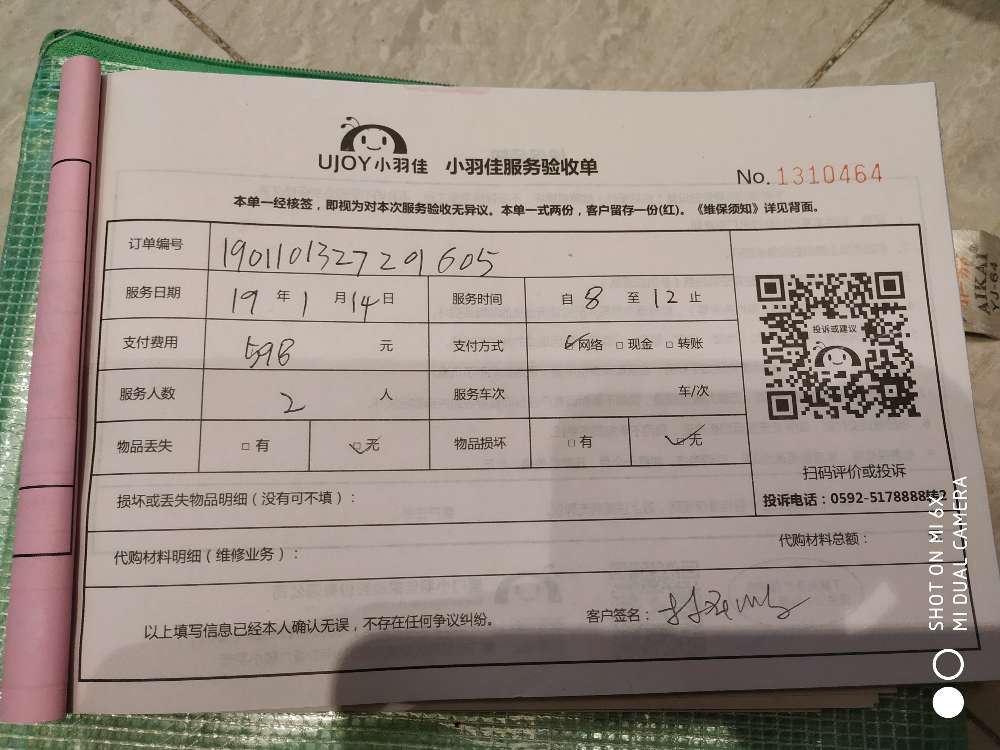 UJOY小羽佳 小羽佳服务验收单
No. 1310464
本单一经核签，即视为对本次服务验收无异议。本单一式两份，客户留存一份(红)。《维保须知》详见背面。
订单编号 1901101327201605
服务日期 19 年 1 月 14 日 服务时间 自 8 至 12 止
支付费用 598 元 支付方式 ☑网络 □现金 □转账
服务人数 2 人 服务车次 车/次
物品丢失 □有 ☑无 物品损坏 □有 ☑无
投诉或建议
扫码评价或投诉
投诉电话：0592-5178888转2
损坏或丢失物品明细（没有可不填）：
代购材料明细（维修业务）： 代购材料总额：
以上填写信息已经本人确认无误，不存在任何争议纠纷。 客户签名：
AIKAI
SHOT ON MI 6X
MI DUAL CAMERA